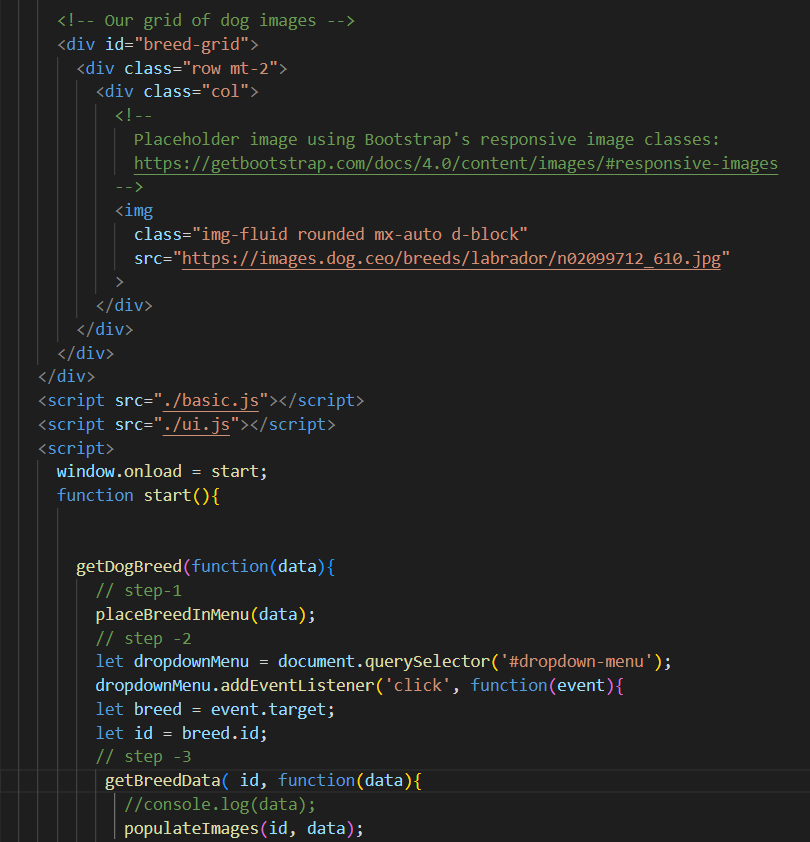 <!-- Our grid of dog images -->
<div id="breed-grid">
<div class="row mt-2">
<div class="col">
<!--
Placeholder image using Bootstrap's responsive image classes:
https://getbootstrap.com/docs/4.0/content/images/#responsive-images
-->
<img
class="img-fluid rounded mx-auto d-block"
src="https://images.dog.ceo/breeds/labrador/n02099712_610.jpg"
>
</div>
</div>
</div>
</div>
<script src="./basic.js"></script>
<script src="./ui.js"></script>
<script>
window.onload = start;
function start(){
getDogBreed(function(data){
// step-1
placeBreedInMenu(data);
// step -2
let dropdownMenu = document.querySelector('#dropdown-menu');
dropdownMenu.addEventListener('click', function(event){
let breed = event.target;
let id = breed.id;
// step -3
getBreedData( id, function(data){
//console.log(data);
populateImages(id, data);